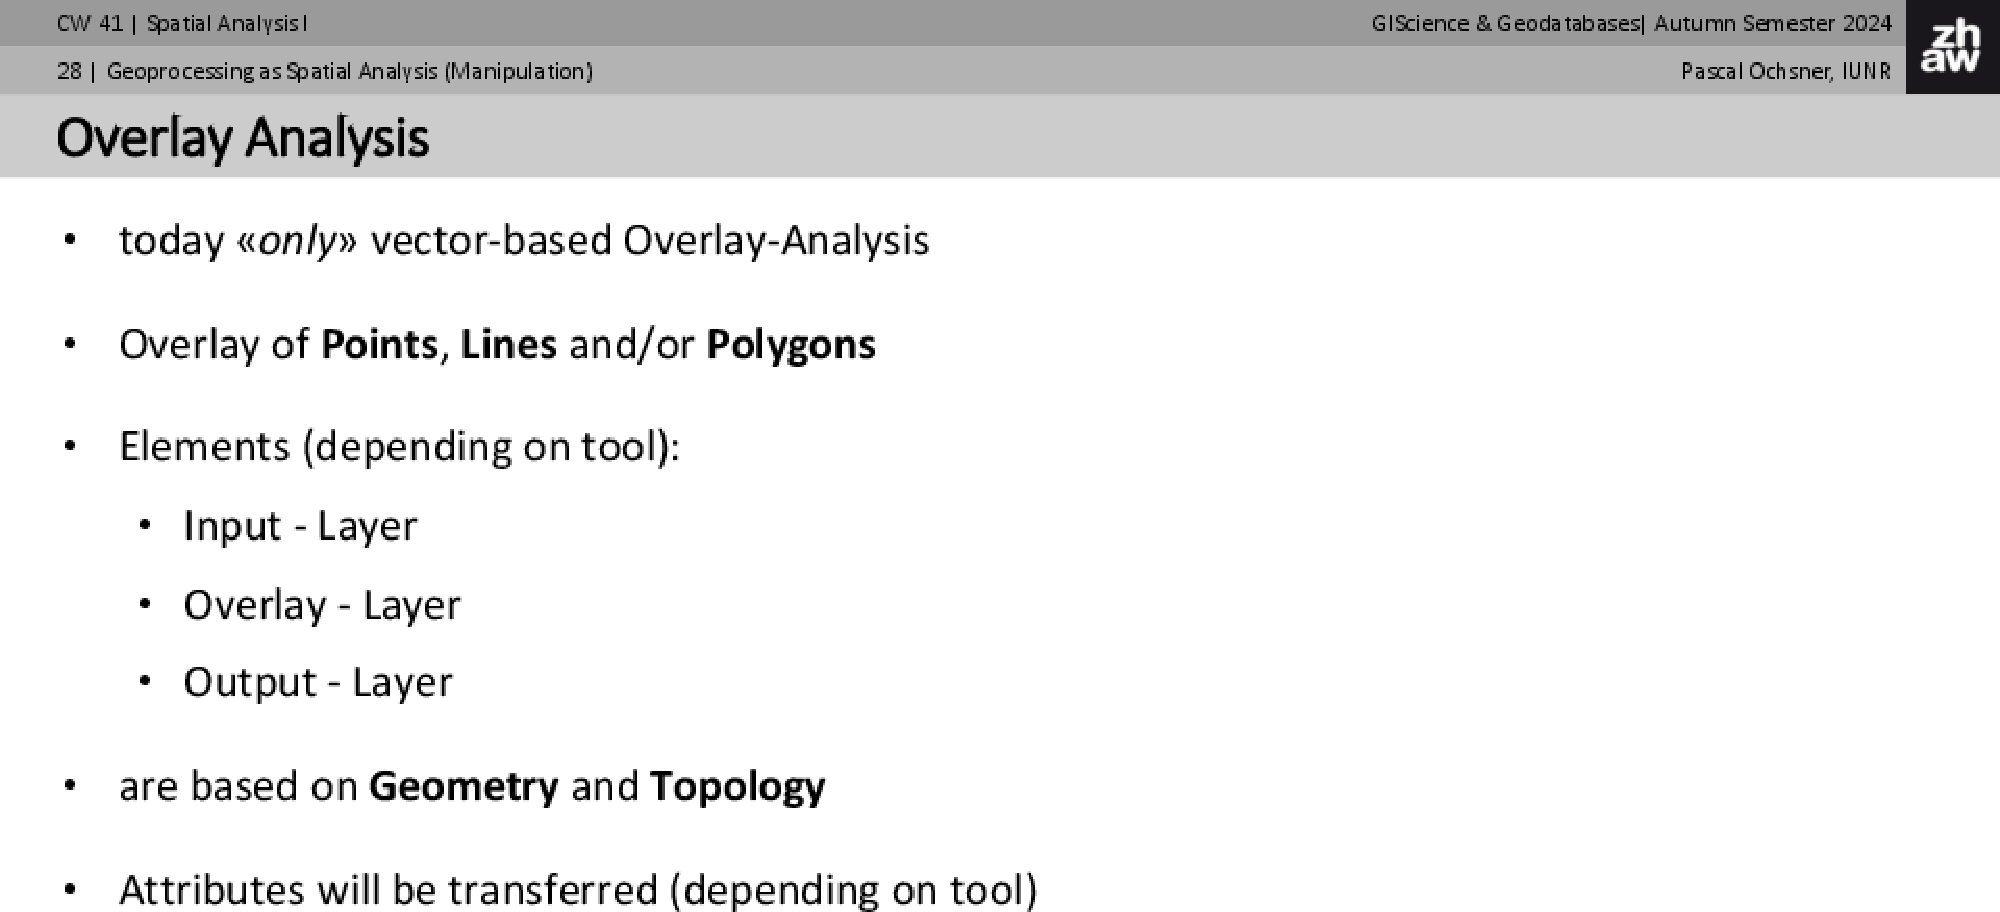 CW 41 | Spatial Analysis I
GIScience & Geodatabases| Autumn Semester 2024
28 | Geoprocessing as Spatial Analysis (Manipulation)
Pascal Ochsner, IUNR
zh
aw
Overlay Analysis
• today «only» vector-based Overlay-Analysis
• Overlay of Points, Lines and/or Polygons
• Elements (depending on tool):
• Input - Layer
• Overlay - Layer
• Output - Layer
• are based on Geometry and Topology
• Attributes will be transferred (depending on tool)